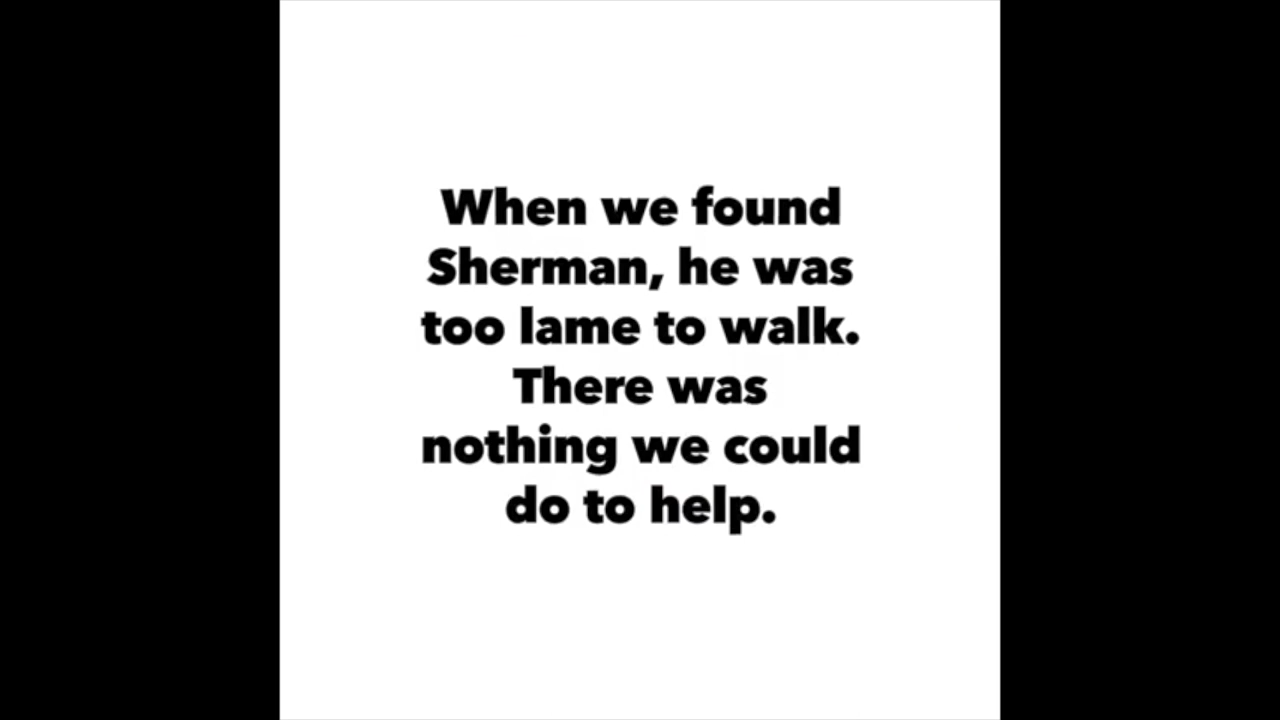 When we found
Sherman, he was
too lame to walk.
There was
nothing we could
do to help.